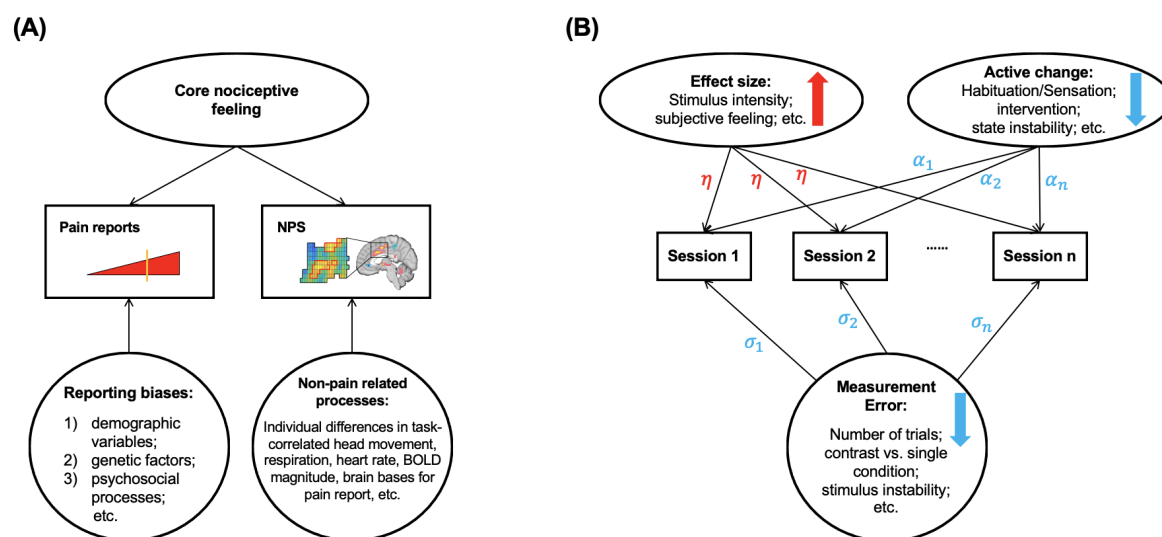 (A)
Core nociceptive
feeling
Pain reports
NPS
Reporting biases:
1) demographic
variables;
2) genetic factors;
3) psychosocial
processes;
etc.
Non-pain related
processes:
Individual differences in task-
correlated head movement,
respiration, heart rate, BOLD
magnitude, brain bases for
pain report, etc.
(B)
Effect size:
Stimulus intensity;
subjective feeling; etc.
Active change:
Habituation/Sensation;
intervention;
state instability; etc.
η
η
η
α₁
α₂
αₙ
Session 1
Session 2
......
Session n
σ₁
σ₂
σₙ
Measurement
Error:
Number of trials;
contrast vs. single
condition;
stimulus instability;
etc.